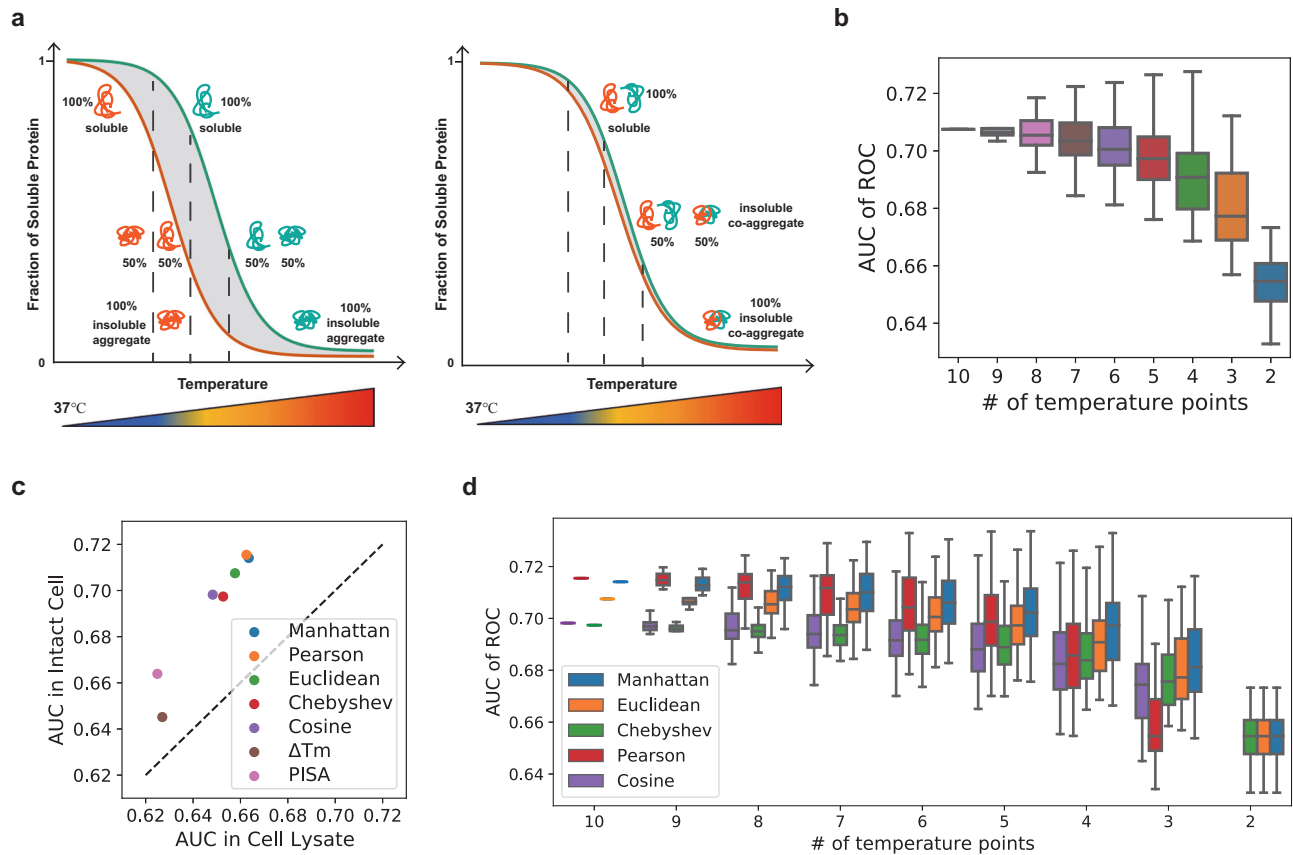 a
1
Fraction of Soluble Protein
100%
soluble
100%
soluble
50%
50%
50%
50%
100%
insoluble
aggregate
100%
insoluble
aggregate
0
Temperature
37℃
1
Fraction of Soluble Protein
100%
soluble
50%
50%
insoluble
co-aggregate
100%
insoluble
co-aggregate
0
Temperature
37℃
b
AUC of ROC
0.72
0.70
0.68
0.66
0.64
10 9 8 7 6 5 4 3 2
# of temperature points
c
AUC in Intact Cell
0.72
0.70
0.68
0.66
0.64
0.62
Manhattan
Pearson
Euclidean
Chebyshev
Cosine
ΔTm
PISA
0.62 0.64 0.66 0.68 0.70 0.72
AUC in Cell Lysate
d
AUC of ROC
0.72
0.70
0.68
0.66
0.64
Manhattan
Euclidean
Chebyshev
Pearson
Cosine
10 9 8 7 6 5 4 3 2
# of temperature points